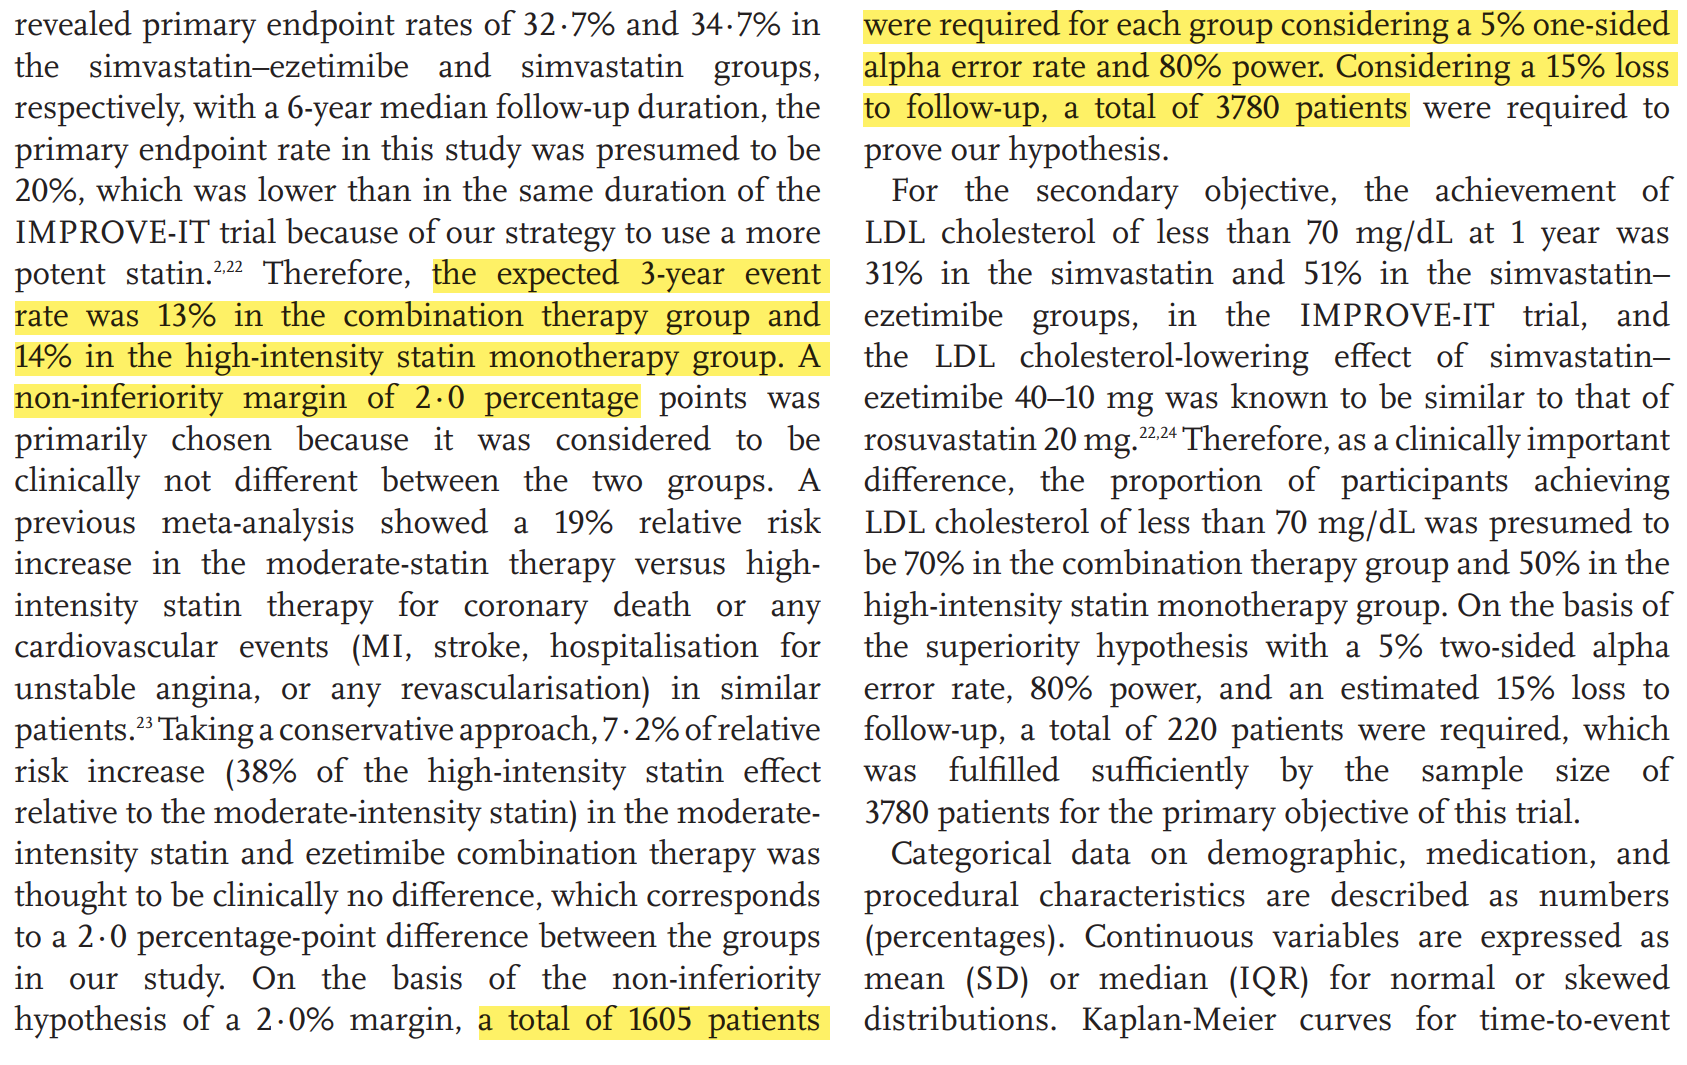 revealed primary endpoint rates of 32·7% and 34·7% in
the simvastatin–ezetimibe and simvastatin groups,
respectively, with a 6-year median follow-up duration, the
primary endpoint rate in this study was presumed to be
20%, which was lower than in the same duration of the
IMPROVE-IT trial because of our strategy to use a more
potent statin.2,22 Therefore, the expected 3-year event
rate was 13% in the combination therapy group and
14% in the high-intensity statin monotherapy group. A
non-inferiority margin of 2·0 percentage points was
primarily chosen because it was considered to be
clinically not different between the two groups. A
previous meta-analysis showed a 19% relative risk
increase in the moderate-statin therapy versus high-
intensity statin therapy for coronary death or any
cardiovascular events (MI, stroke, hospitalisation for
unstable angina, or any revascularisation) in similar
patients.23 Taking a conservative approach, 7·2% of relative
risk increase (38% of the high-intensity statin effect
relative to the moderate-intensity statin) in the moderate-
intensity statin and ezetimibe combination therapy was
thought to be clinically no difference, which corresponds
to a 2·0 percentage-point difference between the groups
in our study. On the basis of the non-inferiority
hypothesis of a 2·0% margin, a total of 1605 patients
were required for each group considering a 5% one-sided
alpha error rate and 80% power. Considering a 15% loss
to follow-up, a total of 3780 patients were required to
prove our hypothesis.
For the secondary objective, the achievement of
LDL cholesterol of less than 70 mg/dL at 1 year was
31% in the simvastatin and 51% in the simvastatin–
ezetimibe groups, in the IMPROVE-IT trial, and
the LDL cholesterol-lowering effect of simvastatin–
ezetimibe 40–10 mg was known to be similar to that of
rosuvastatin 20 mg.22,24 Therefore, as a clinically important
difference, the proportion of participants achieving
LDL cholesterol of less than 70 mg/dL was presumed to
be 70% in the combination therapy group and 50% in the
high-intensity statin monotherapy group. On the basis of
the superiority hypothesis with a 5% two-sided alpha
error rate, 80% power, and an estimated 15% loss to
follow-up, a total of 220 patients were required, which
was fulfilled sufficiently by the sample size of
3780 patients for the primary objective of this trial.
Categorical data on demographic, medication, and
procedural characteristics are described as numbers
(percentages). Continuous variables are expressed as
mean (SD) or median (IQR) for normal or skewed
distributions. Kaplan-Meier curves for time-to-event